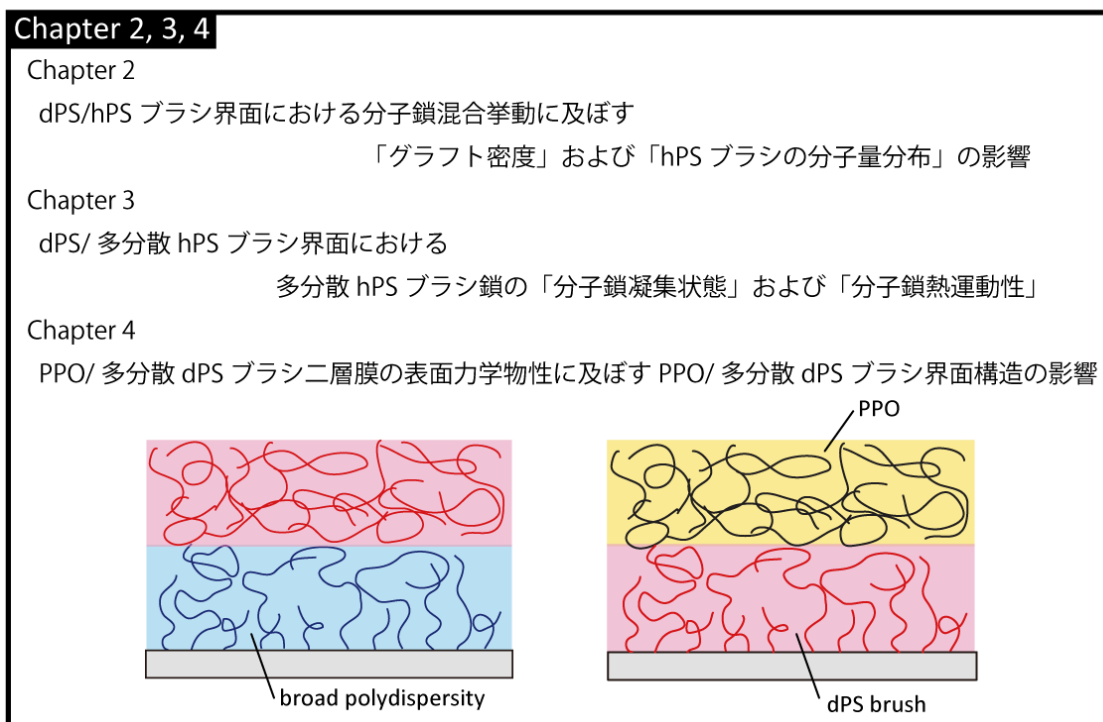 Chapter 2, 3, 4
Chapter 2
dPS/hPS ブラシ界面における分子鎖混合挙動に及ぼす
「グラフト密度」および「hPS ブラシの分子量分布」の影響
Chapter 3
dPS/ 多分散 hPS ブラシ界面における
多分散 hPS ブラシ鎖の「分子鎖凝集状態」および「分子鎖熱運動性」
Chapter 4
PPO/ 多分散 dPS ブラシ二層膜の表面力学物性に及ぼす PPO/ 多分散 dPS ブラシ界面構造の影響
PPO
broad polydispersity
dPS brush